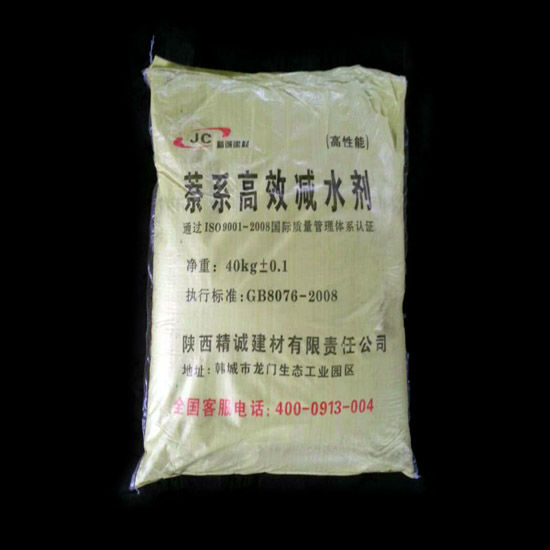 JC 精诚建材
(高性能)
萘系高效减水剂
通过ISO9001-2008国际质量管理体系认证
净重：40kg±0.1
执行标准:GB8076-2008
陕西精诚建材有限责任公司
地址：韩城市龙门生态工业园区
全国客服电话：400-0913-004